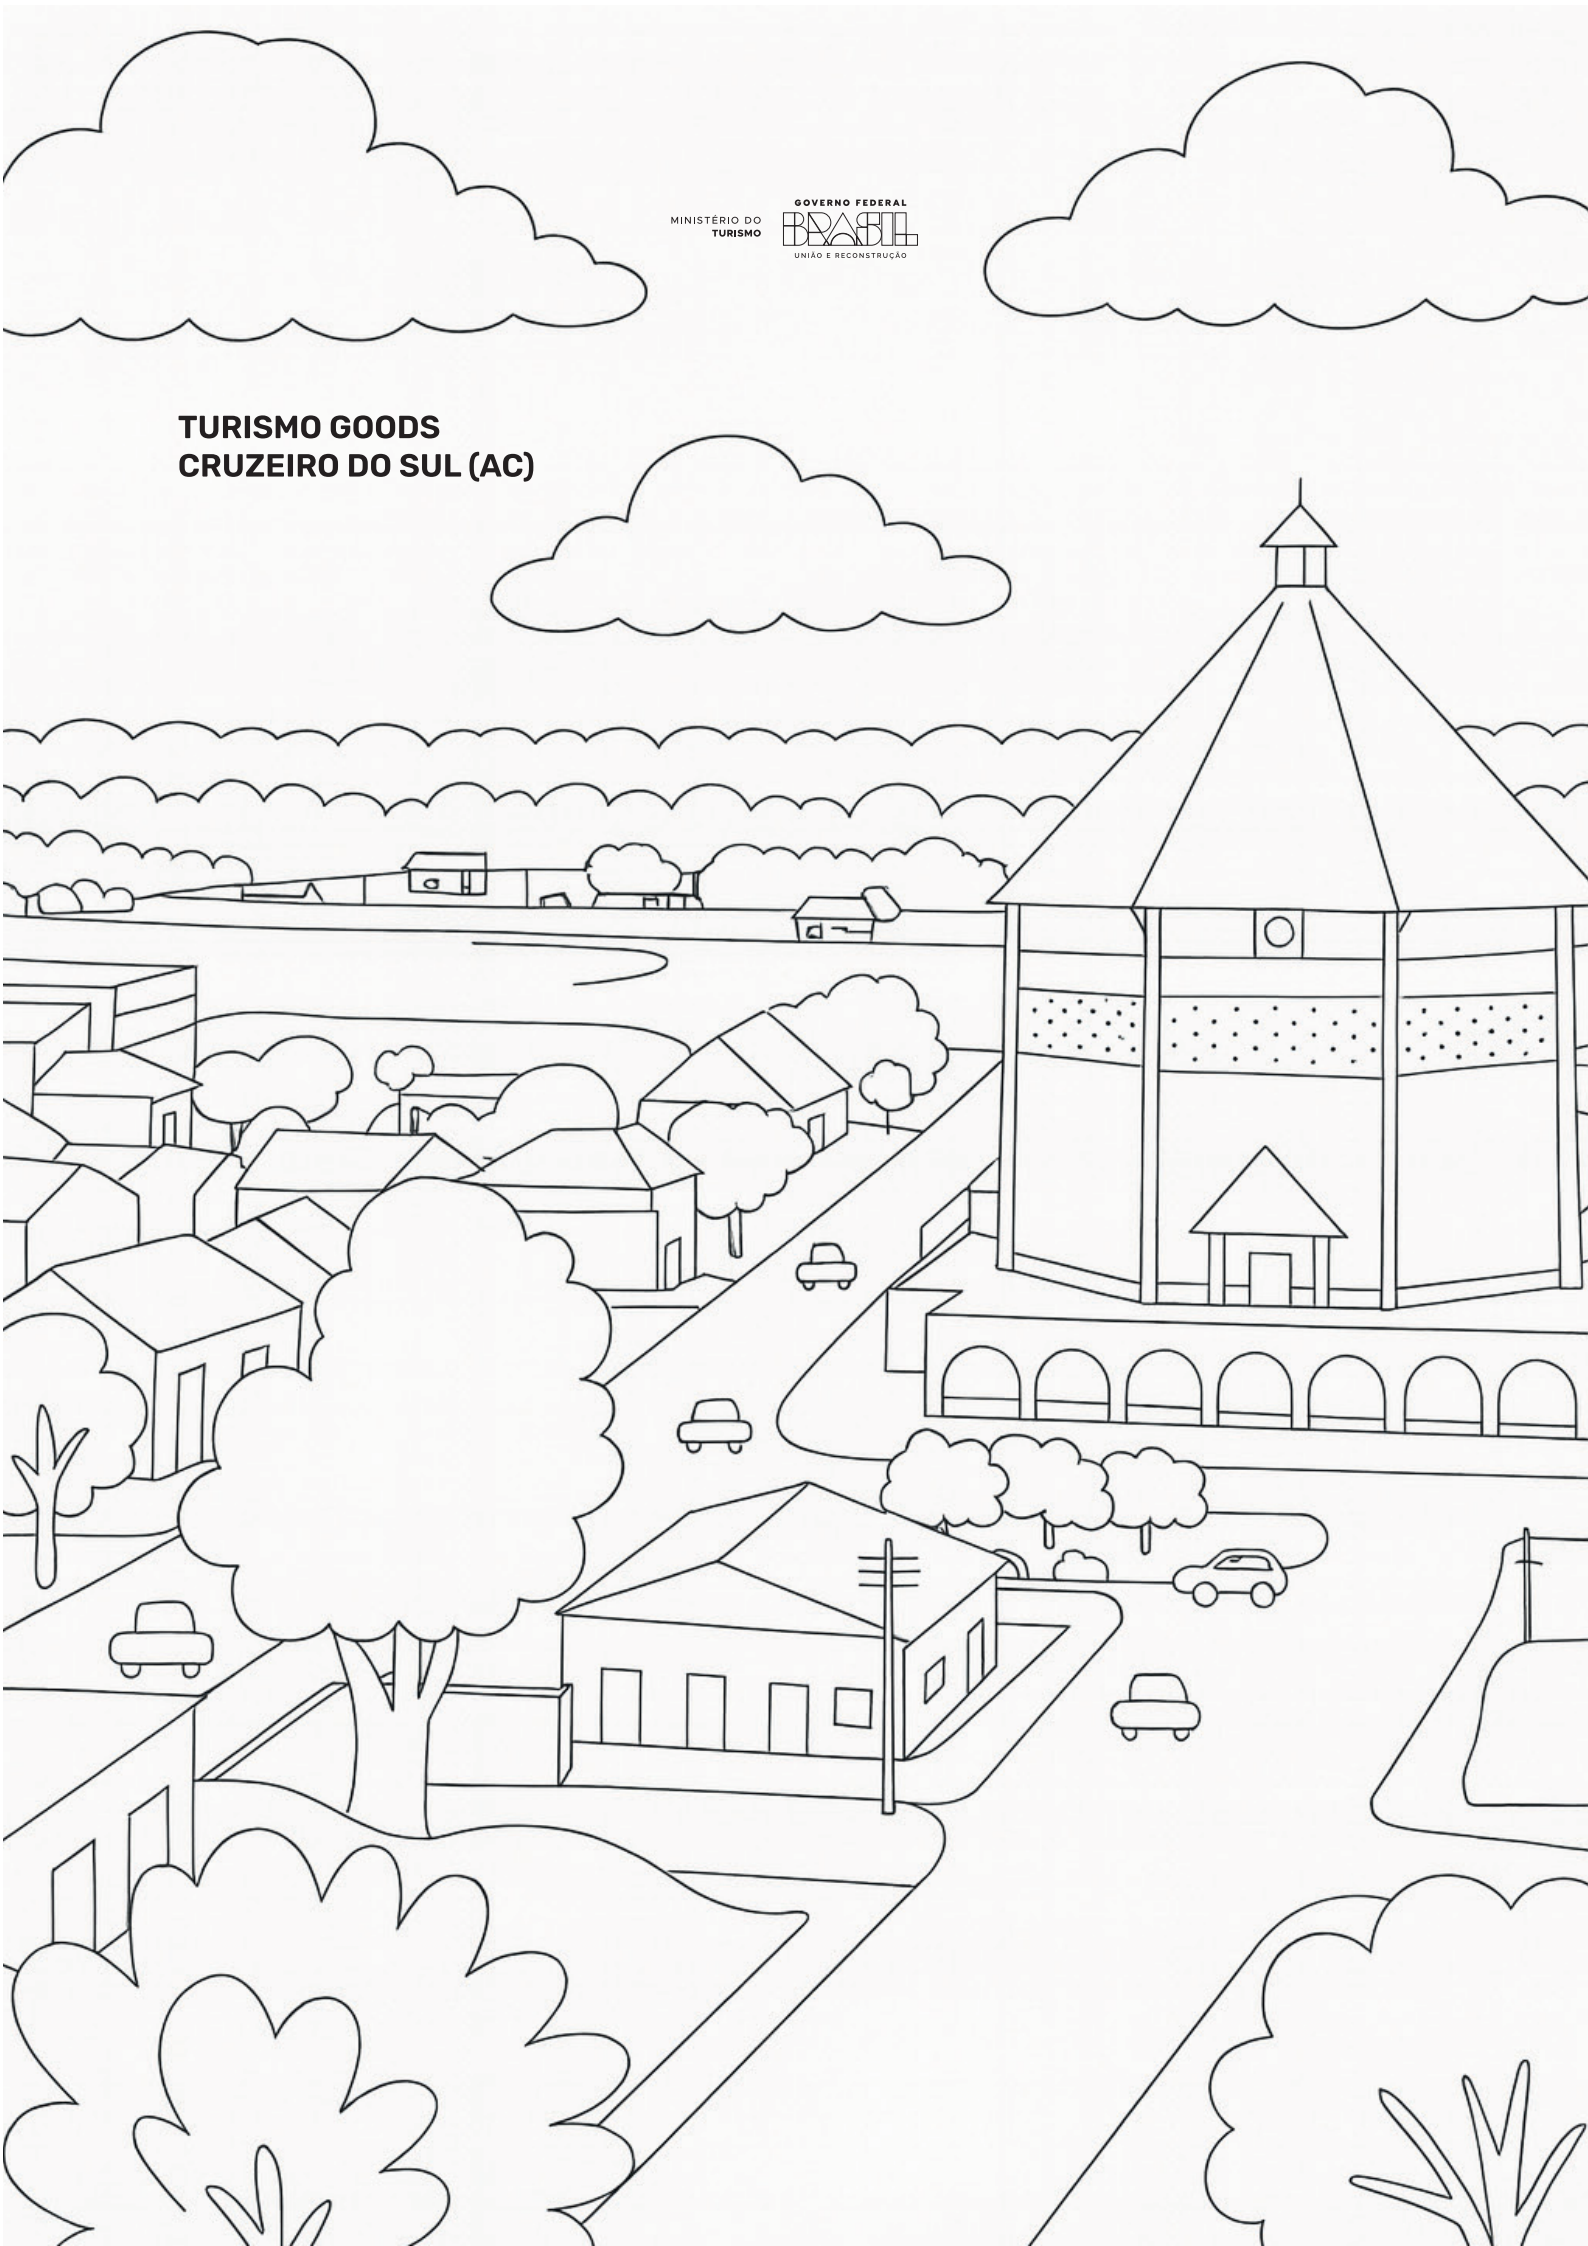 MINISTÉRIO DO
TURISMO
GOVERNO FEDERAL
BRASIL
UNIÃO E RECONSTRUÇÃO
TURISMO GOODS
CRUZEIRO DO SUL (AC)